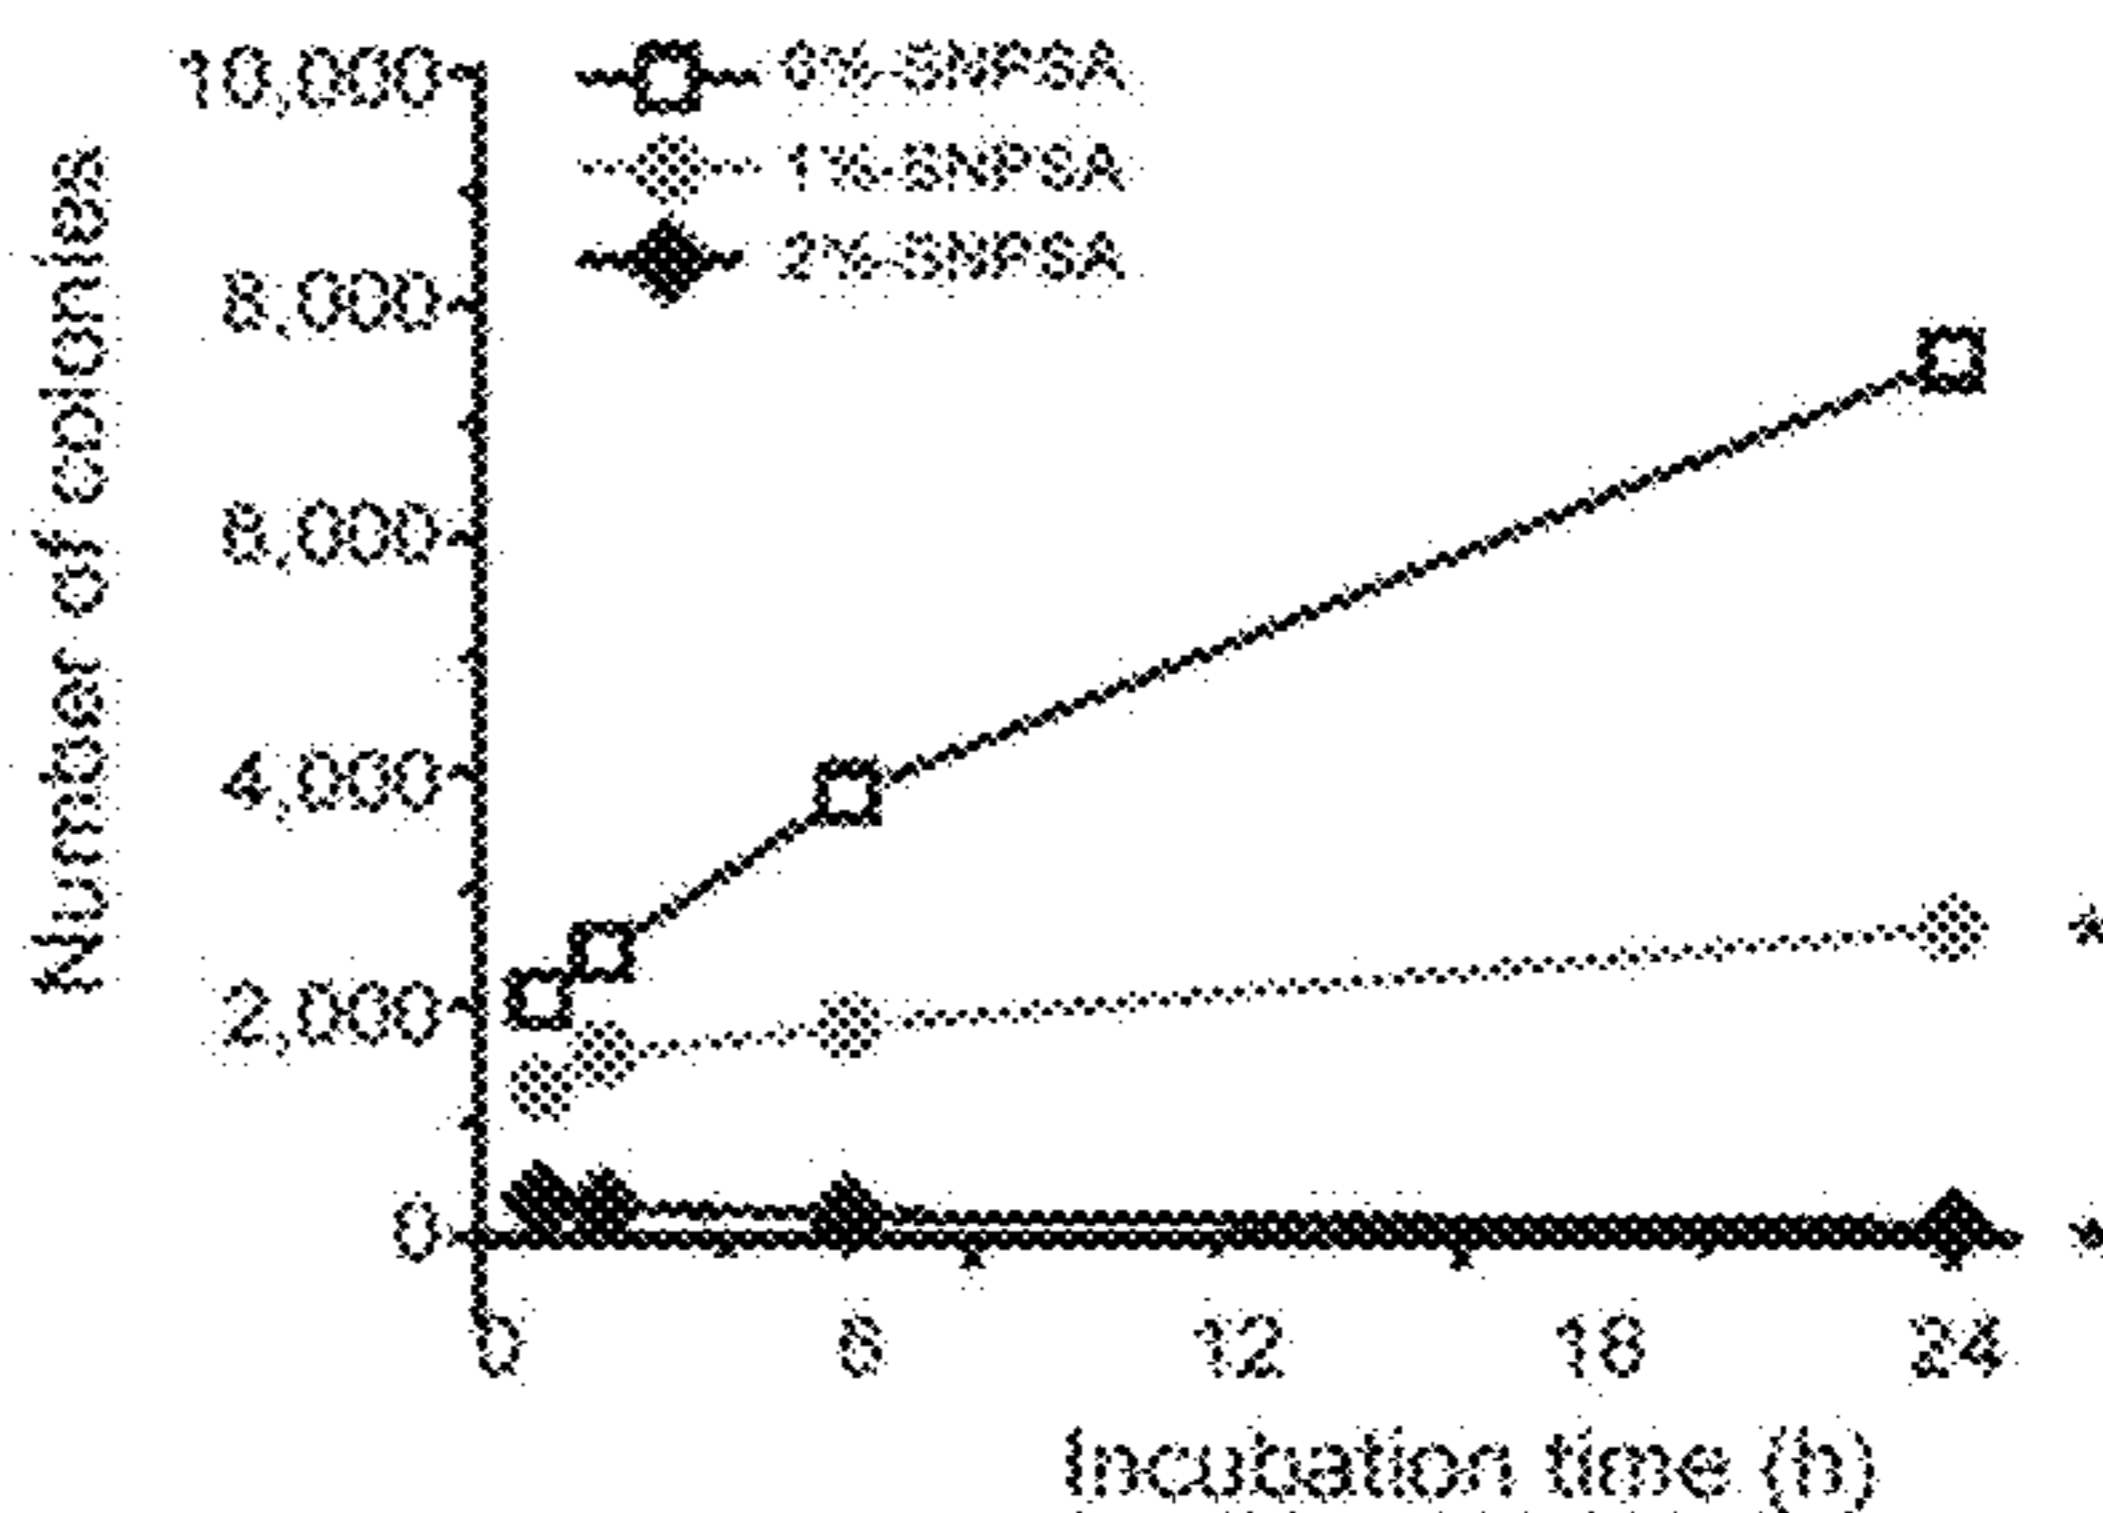 10,000
8,000
6,000
4,000
2,000
0
Number of colonies
0%-SNPSA
1%-SNPSA
2%-SNPSA
*
*
0 6 12 18 24
Incubation time (h)